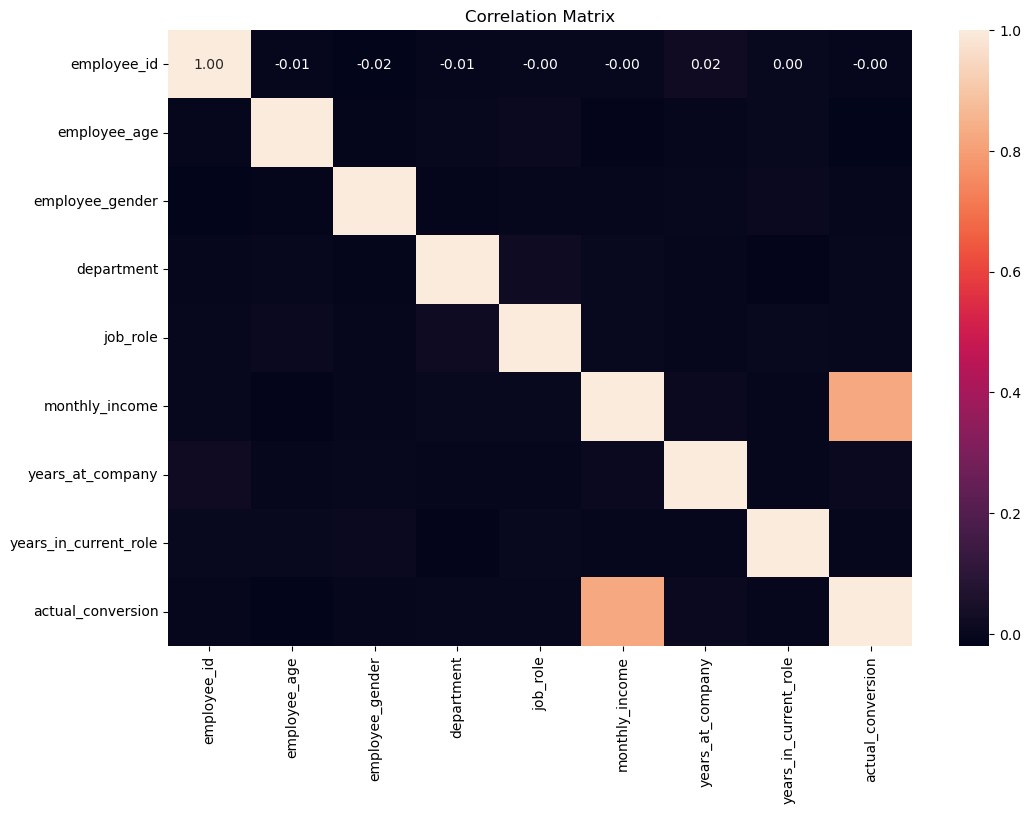 Correlation Matrix
employee_id 1.00 -0.01 -0.02 -0.01 -0.00 -0.00 0.02 0.00 -0.00
employee_age
employee_gender
department
job_role
monthly_income
years_at_company
years_in_current_role
actual_conversion
employee_id
employee_age
employee_gender
department
job_role
monthly_income
years_at_company
years_in_current_role
actual_conversion
1.0
0.8
0.6
0.4
0.2
0.0